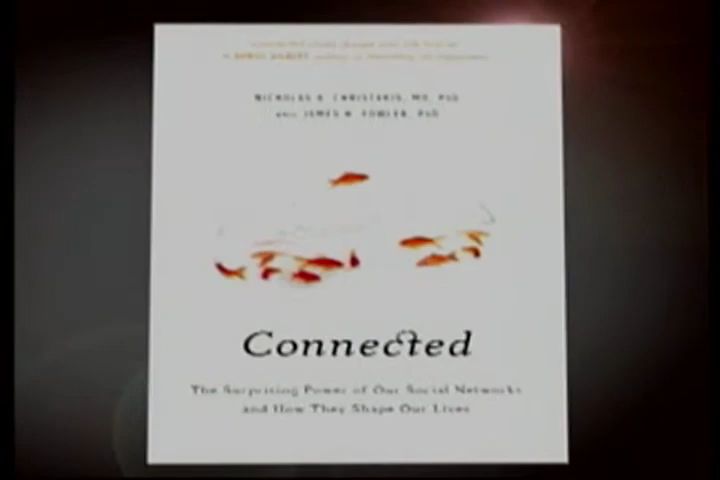 NICHOLAS A. CHRISTAKIS, MD, PhD
AND JAMES H. FOWLER, PhD
Connected
The Surprising Power of Our Social Networks
and How They Shape Our Lives